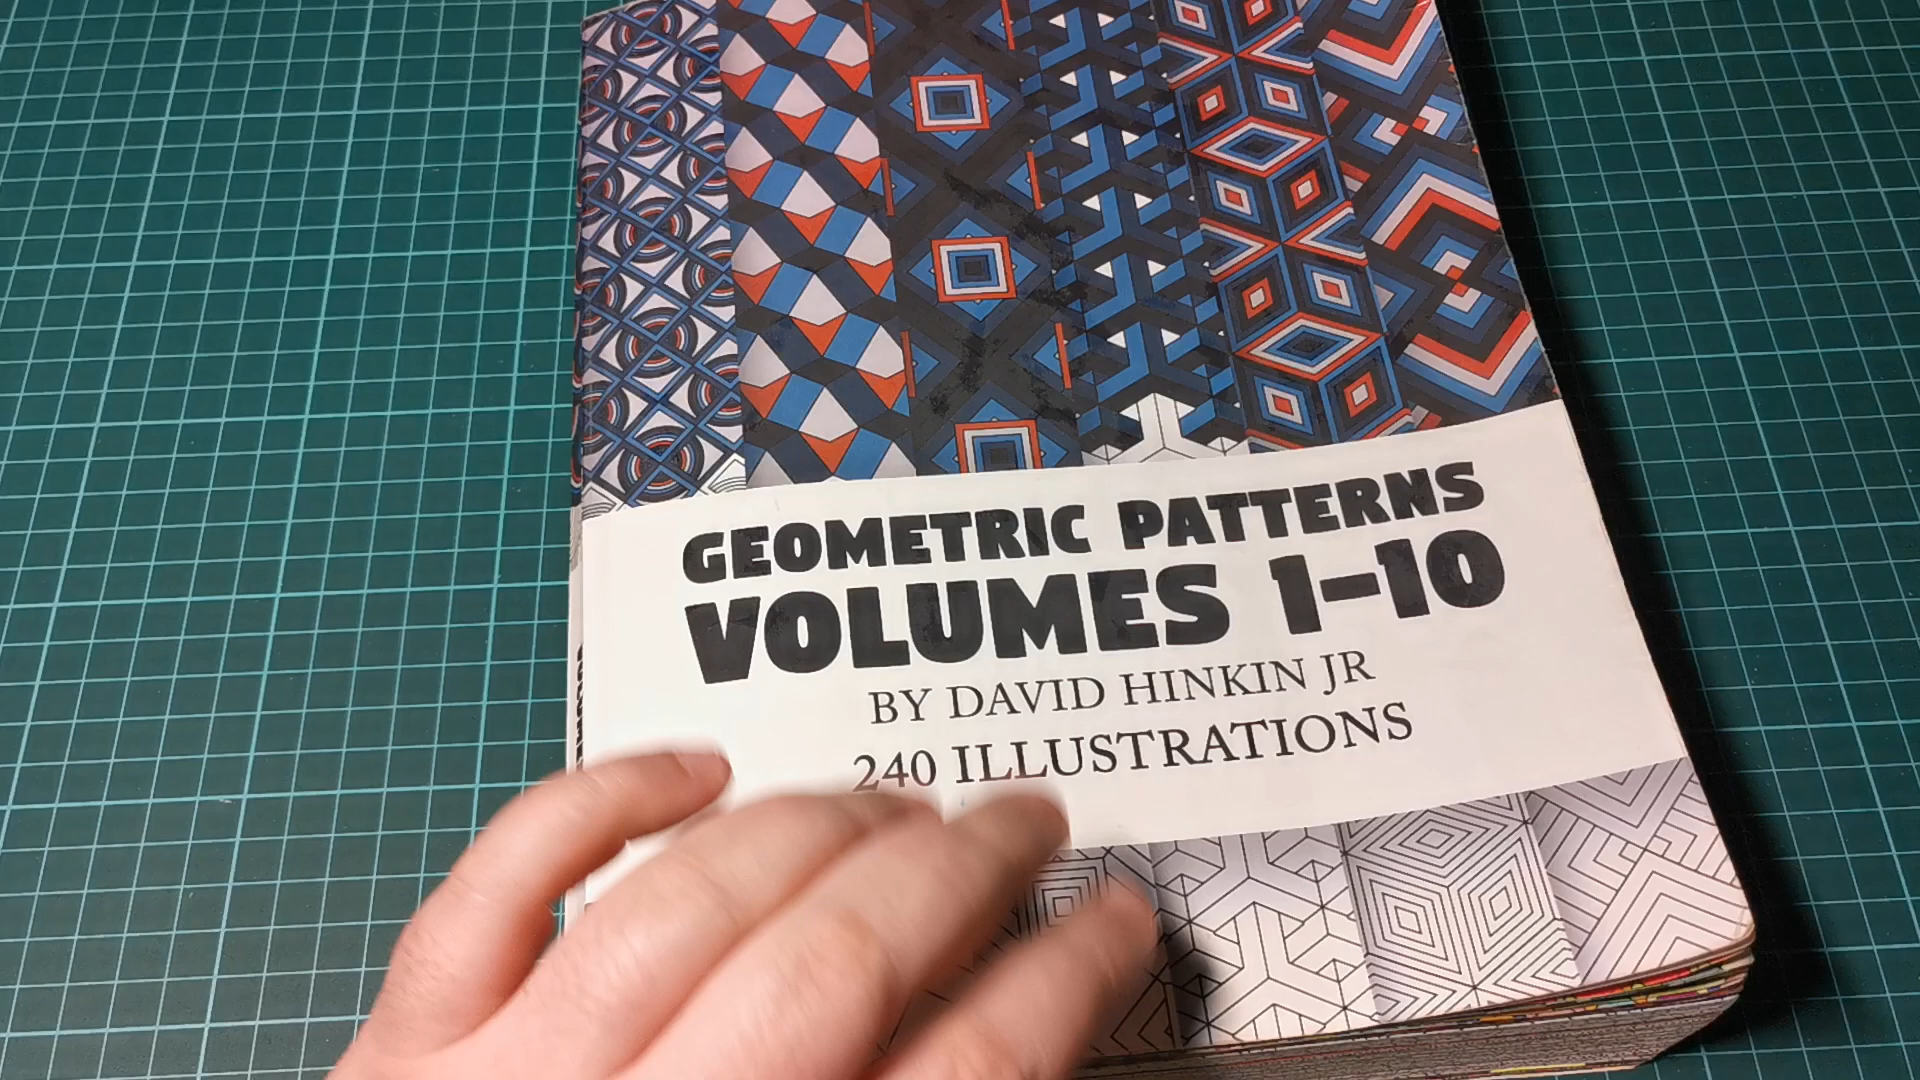 GEOMETRIC PATTERNS
VOLUMES 1-10
BY DAVID HINKIN JR
240 ILLUSTRATIONS